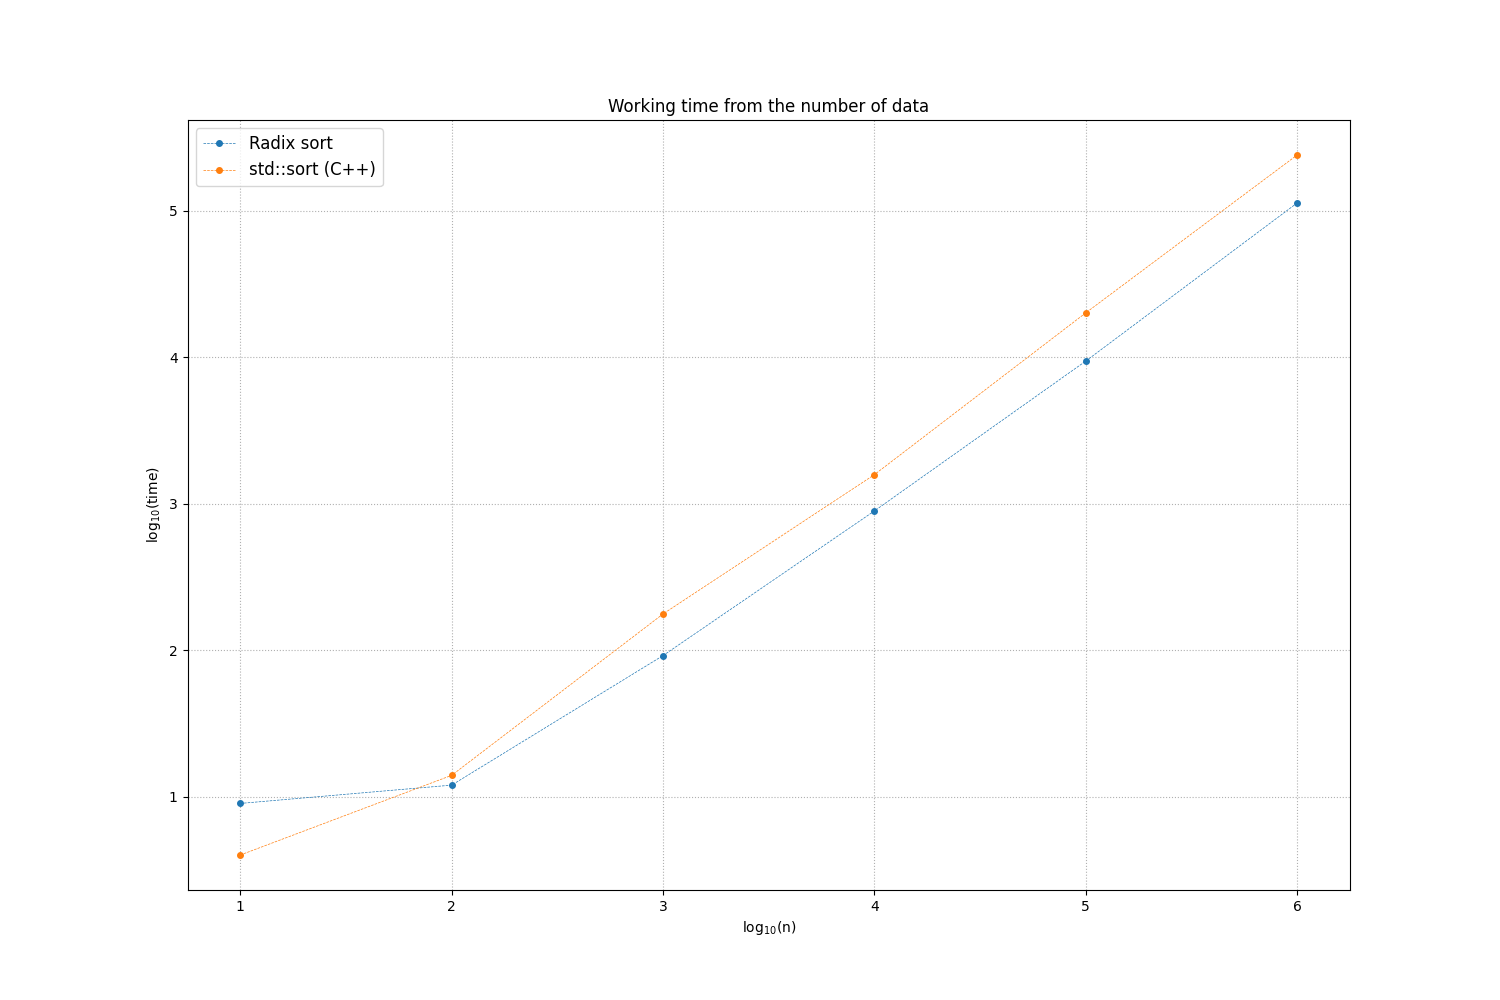 Working time from the number of data
Radix sort
std::sort (C++)
5
4
3
2
1
log₁₀(time)
1 2 3 4 5 6
log₁₀(n)